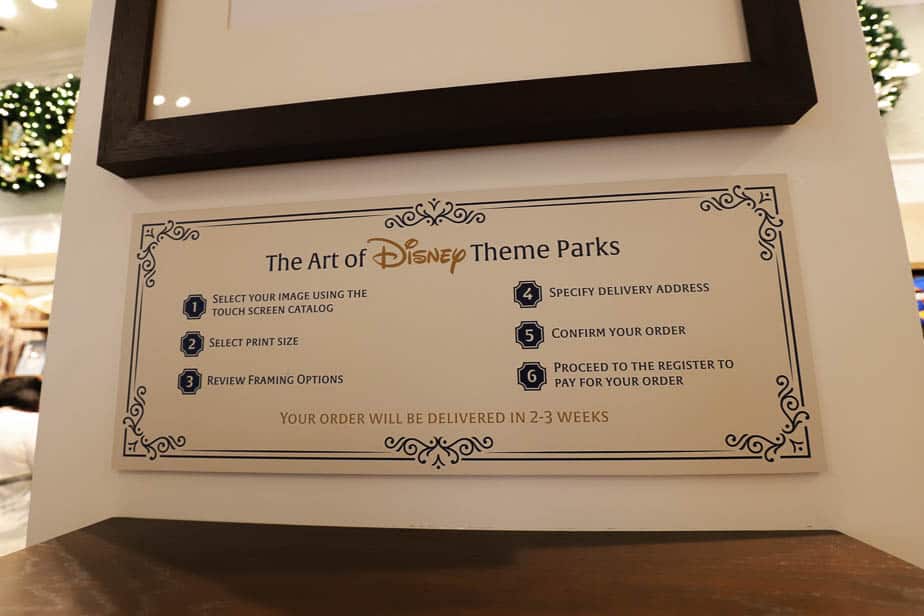 The Art of Disney Theme Parks
1 SELECT YOUR IMAGE USING THE
TOUCH SCREEN CATALOG
2 SELECT PRINT SIZE
3 REVIEW FRAMING OPTIONS
4 SPECIFY DELIVERY ADDRESS
5 CONFIRM YOUR ORDER
6 PROCEED TO THE REGISTER TO
PAY FOR YOUR ORDER
YOUR ORDER WILL BE DELIVERED IN 2-3 WEEKS